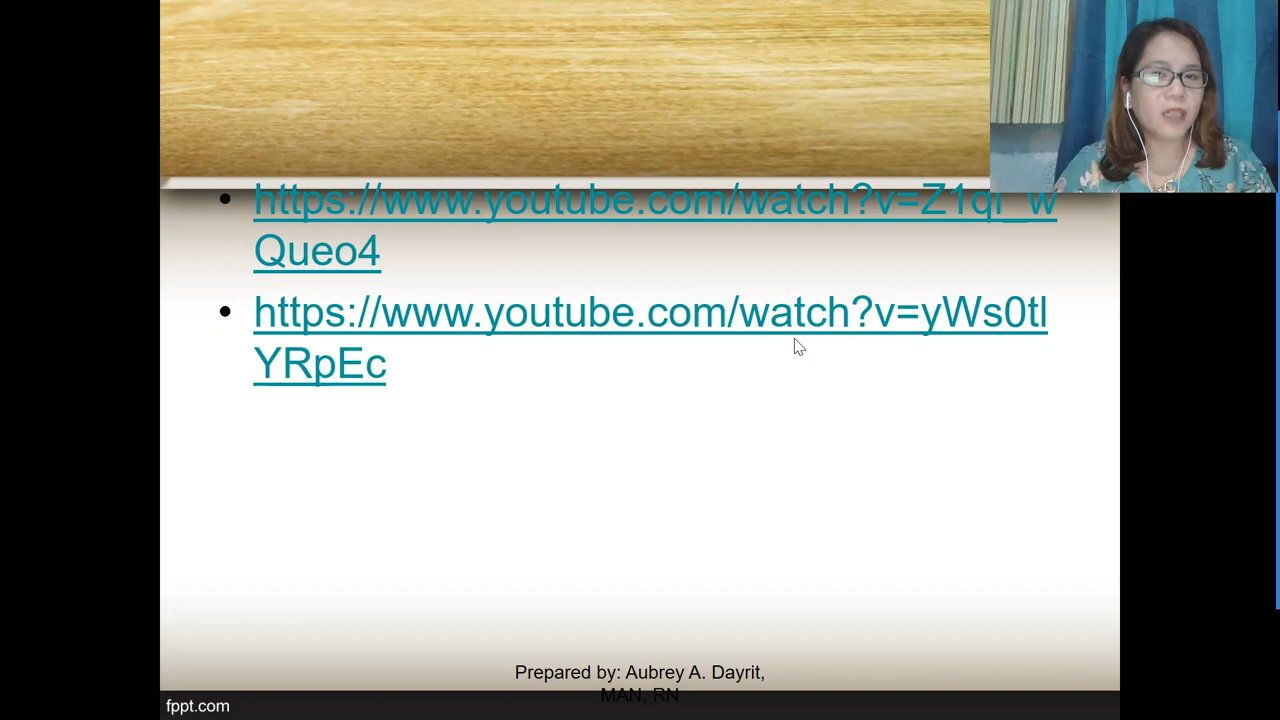 • https://www.youtube.com/watch?v=Z1qi_w
Queo4
• https://www.youtube.com/watch?v=yWs0tl
YRpEc
Prepared by: Aubrey A. Dayrit,
MAN, RN
fppt.com